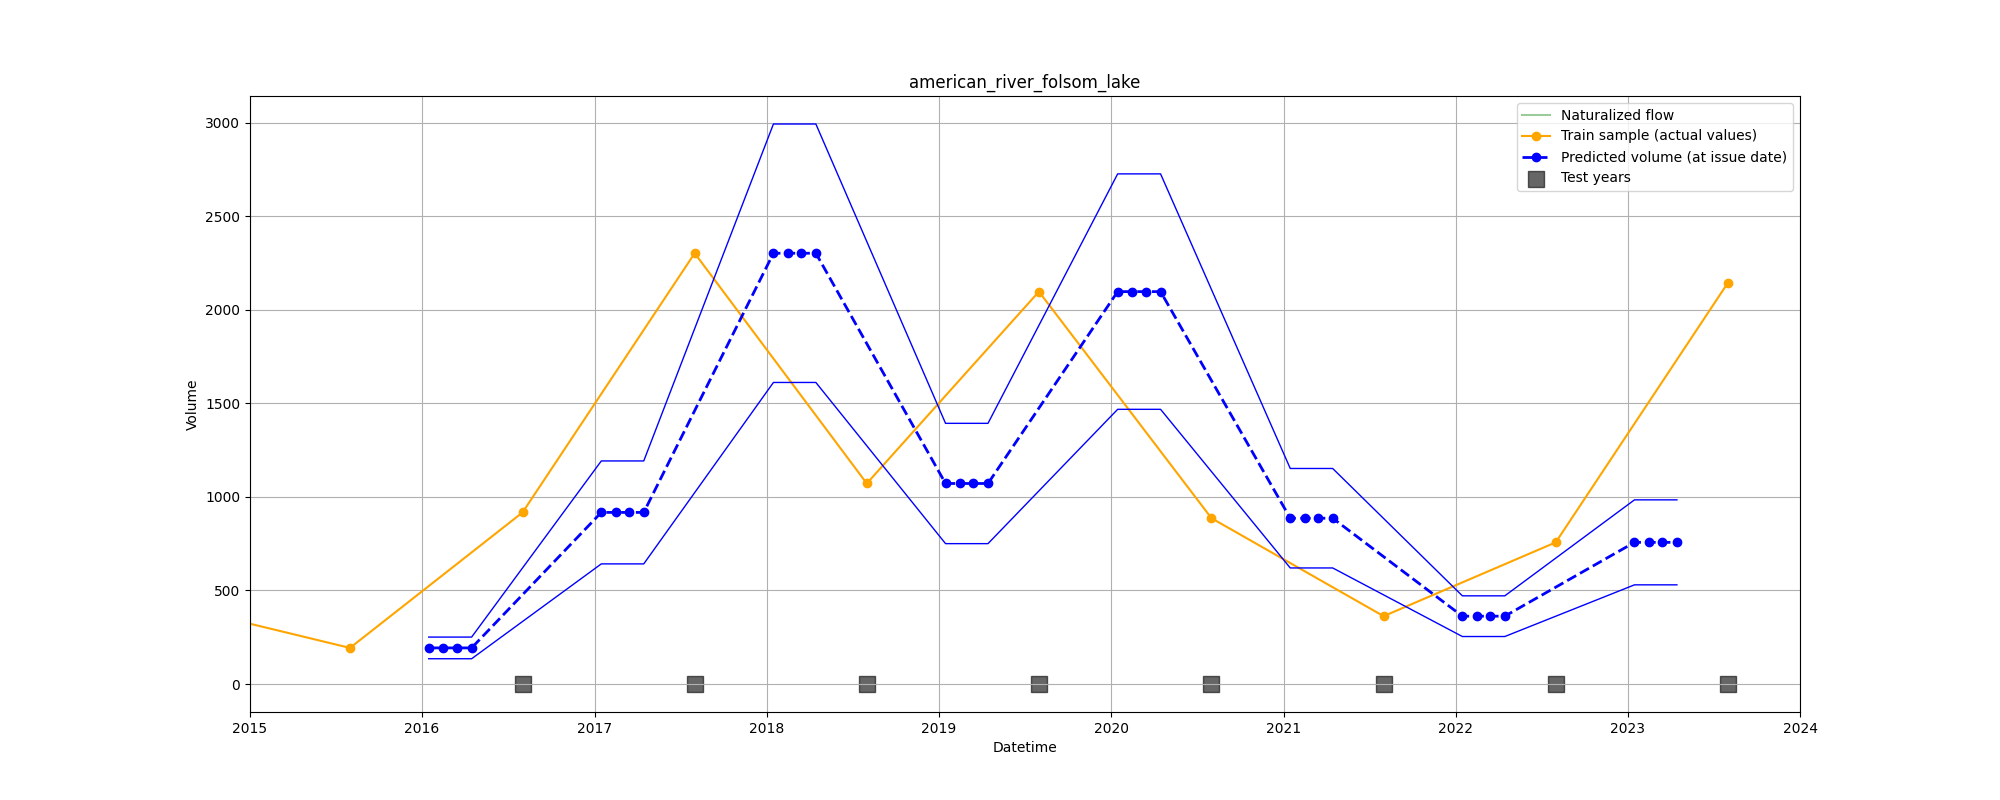 american_river_folsom_lake
Naturalized flow
Train sample (actual values)
Predicted volume (at issue date)
Test years
3000
2500
2000
1500
1000
500
0
Volume
2015 2016 2017 2018 2019 2020 2021 2022 2023 2024
Datetime